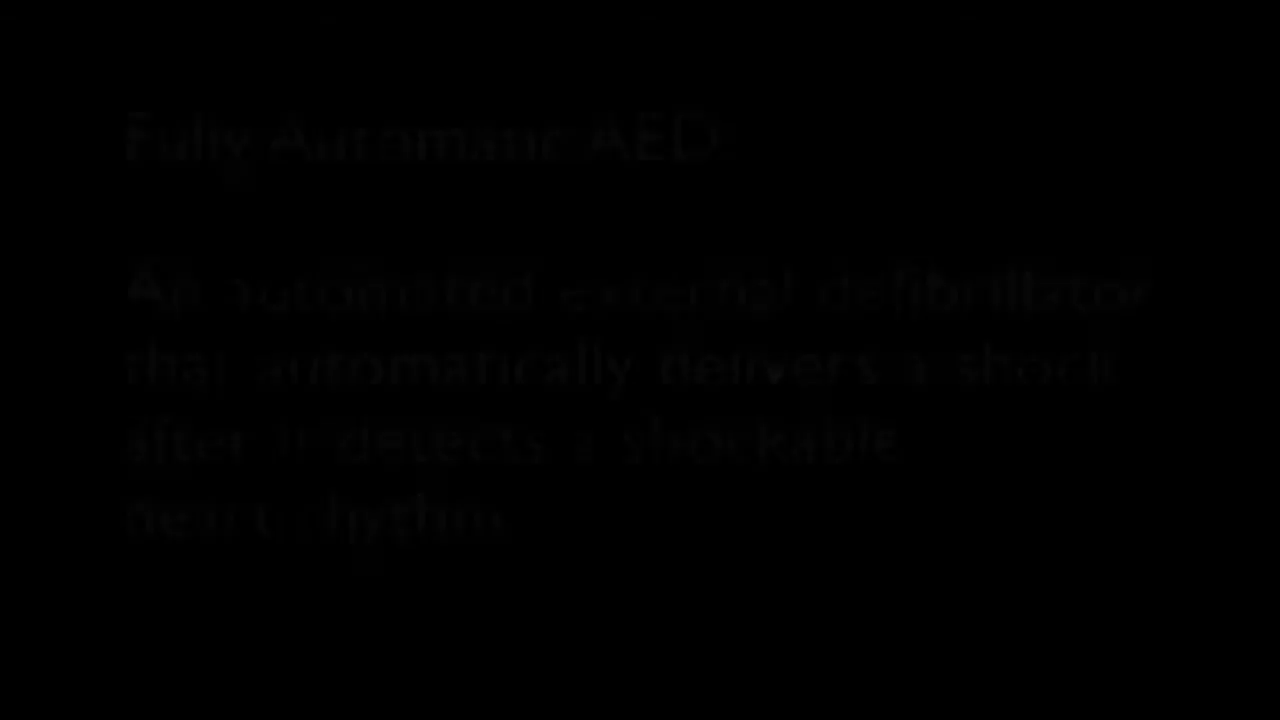 Fully Automatic AED
An automated external defibrillator
that automatically delivers a shock
after it detects a shockable
heart rhythm